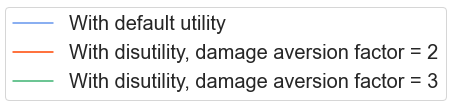 With default utility
With disutility, damage aversion factor = 2
With disutility, damage aversion factor = 3